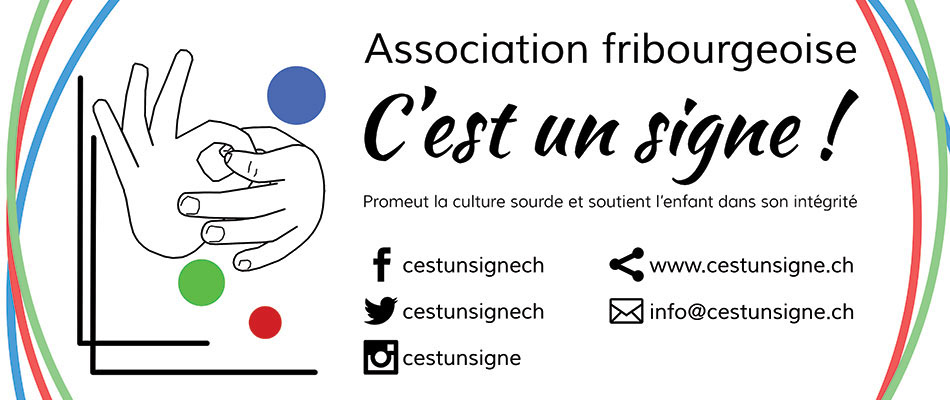 Association fribourgeoise
C'est un signe !
Promeut la culture sourde et soutient l'enfant dans son intégrité
cestunsignech
www.cestunsigne.ch
cestunsignech
info@cestunsigne.ch
cestunsigne